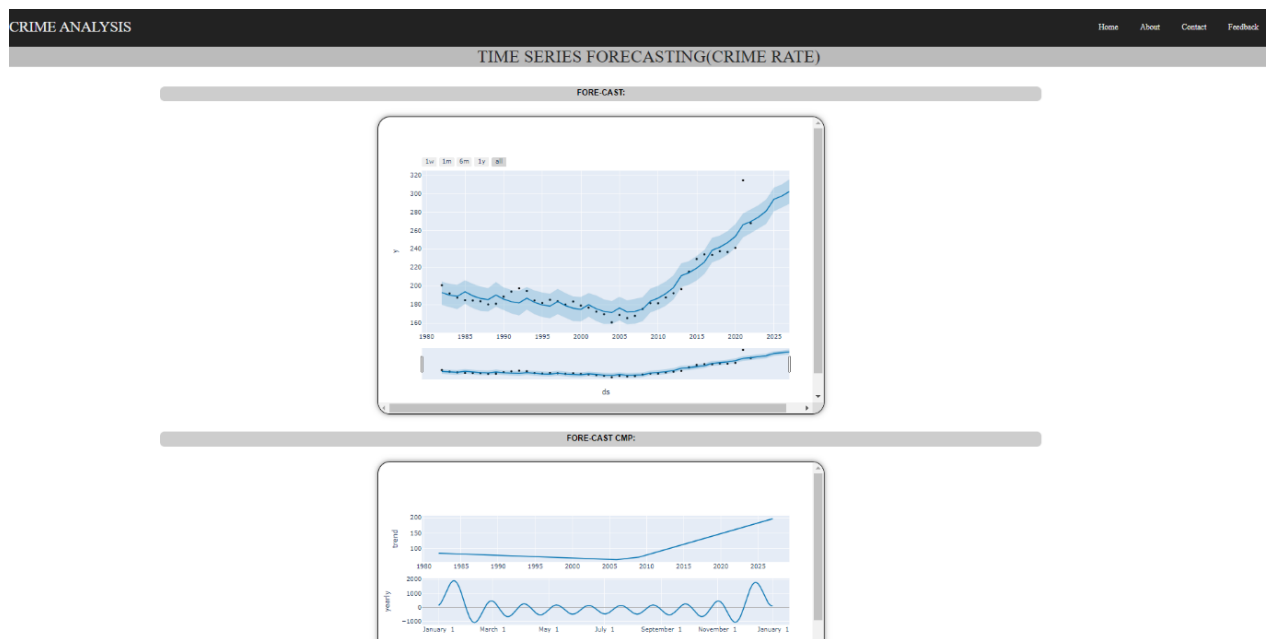 CRIME ANALYSIS
Home About Contact Feedback
TIME SERIES FORECASTING(CRIME RATE)
FORE-CAST:
1w 1m 6m 1y all
320
300
280
260
240
220
200
180
160
y
1980 1985 1990 1995 2000 2005 2010 2015 2020 2025
ds
FORE-CAST CMP:
200
150
100
trend
1980 1985 1990 1995 2000 2005 2010 2015 2020 2025
2000
1000
0
−1000
yearly
January 1 March 1 May 1 July 1 September 1 November 1 January 1